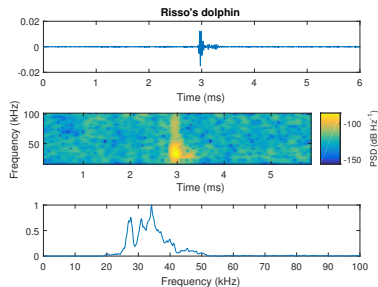 Risso's dolphin
0.02
0
-0.02
0 1 2 3 4 5 6
Time (ms)
Frequency (kHz)
100
50
1 2 3 4 5
Time (ms)
-100
-150
PSD (dB Hz⁻¹)
1
0.5
0
0 10 20 30 40 50 60 70 80 90 100
Frequency (kHz)